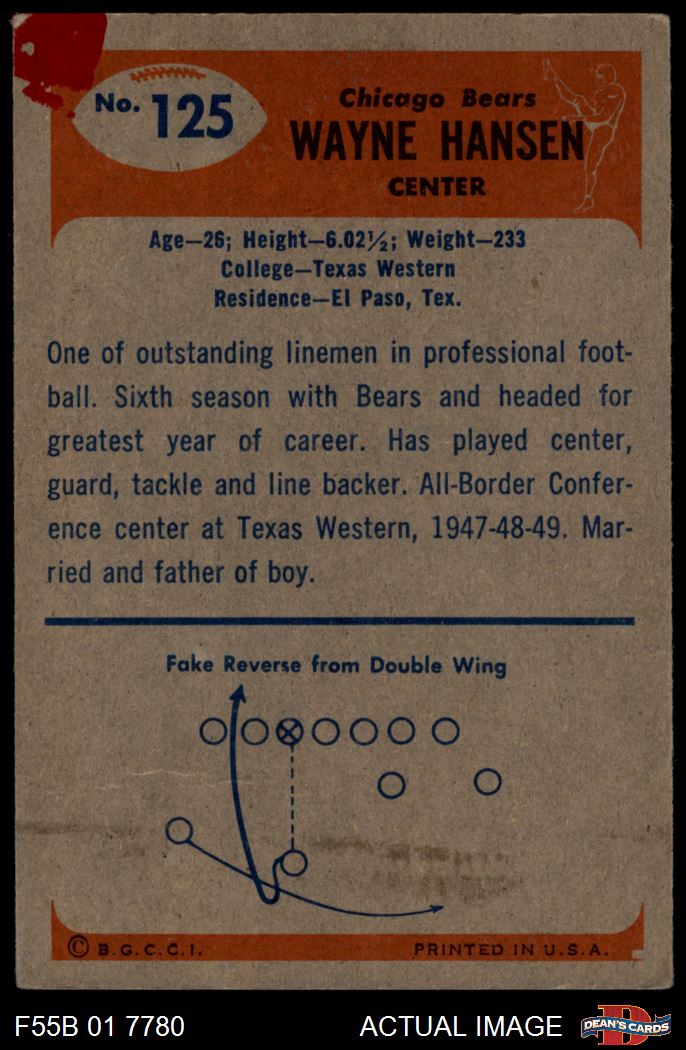 No. 125
Chicago Bears
WAYNE HANSEN
CENTER
Age—26; Height—6.02½; Weight—233
College—Texas Western
Residence—El Paso, Tex.
One of outstanding linemen in professional foot-
ball. Sixth season with Bears and headed for
greatest year of career. Has played center,
guard, tackle and line backer. All-Border Confer-
ence center at Texas Western, 1947-48-49. Mar-
ried and father of boy.
Fake Reverse from Double Wing
© B.G.C.C.I. PRINTED IN U.S.A.
F55B 01 7780 ACTUAL IMAGE D DEAN'S CARDS